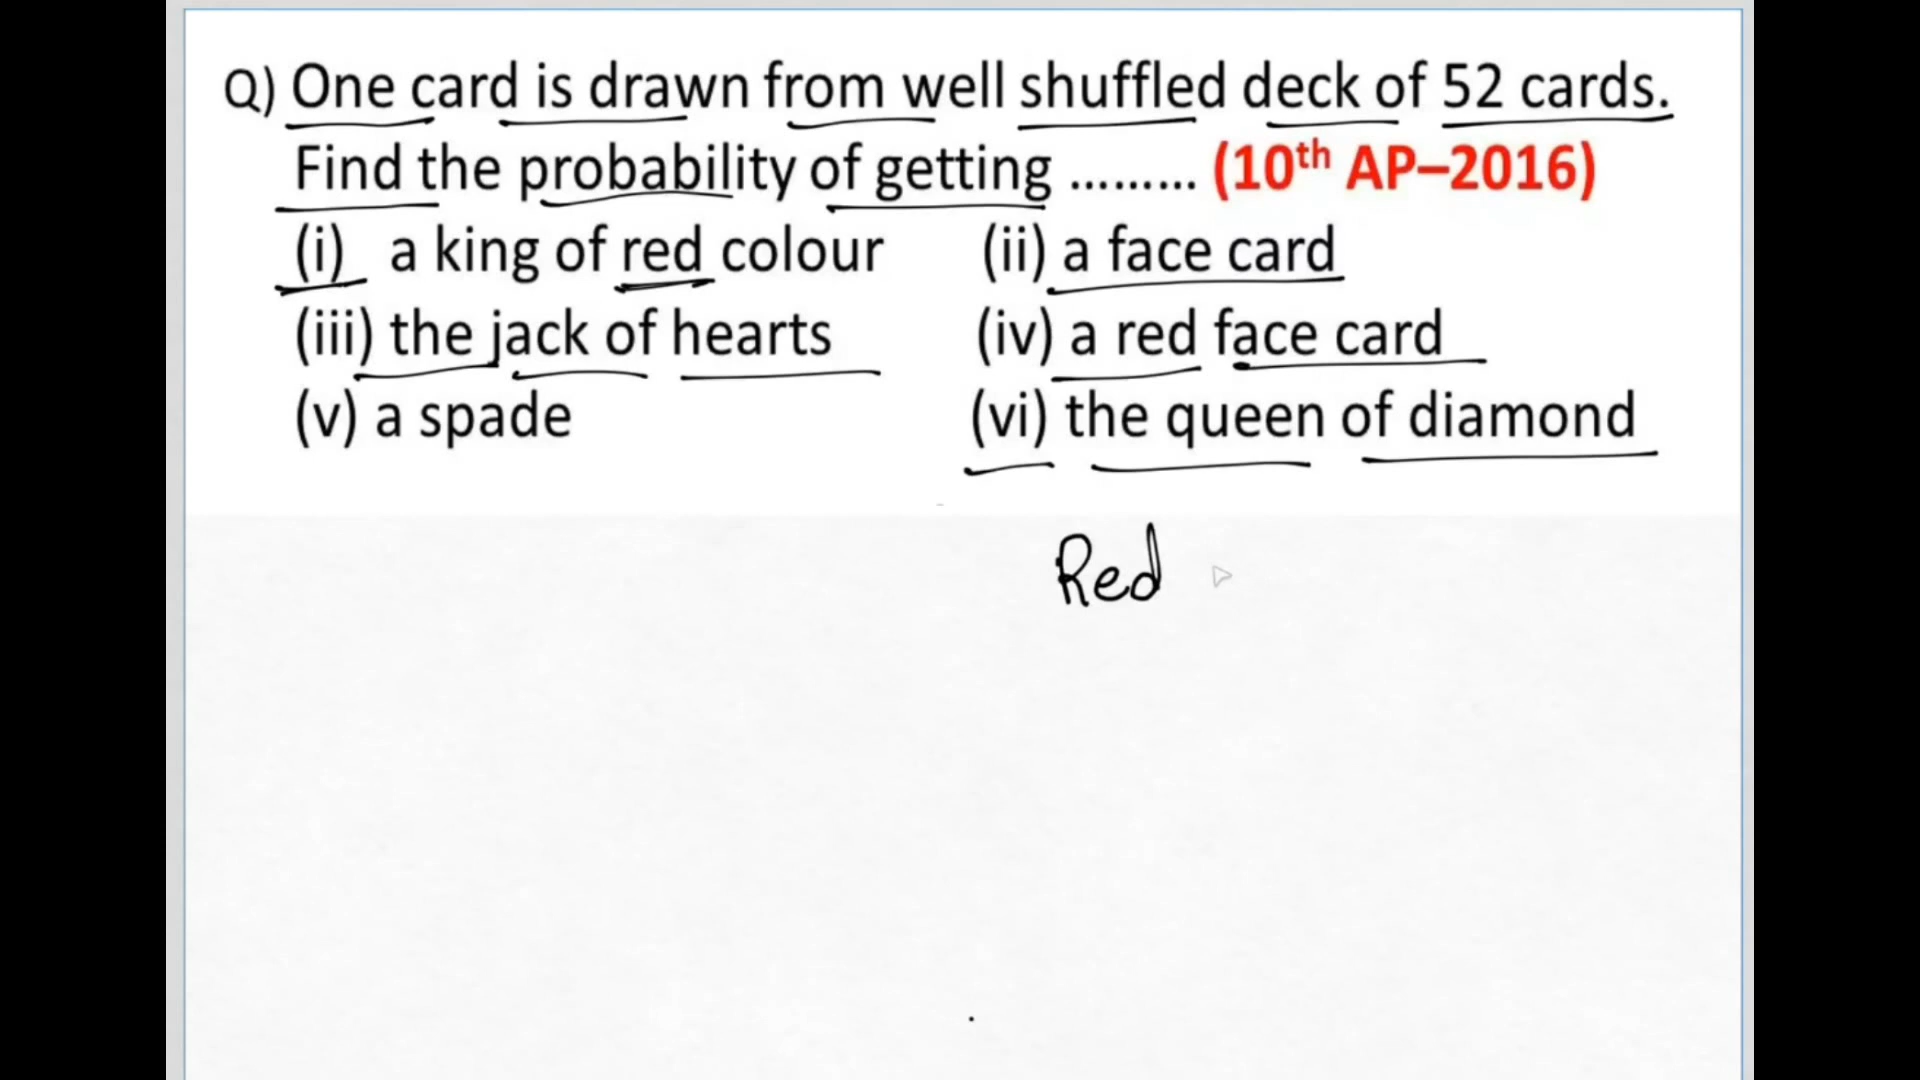 Q) One card is drawn from well shuffled deck of 52 cards.
Find the probability of getting ......... (10th AP–2016)
(i) a king of red colour (ii) a face card
(iii) the jack of hearts (iv) a red face card
(v) a spade (vi) the queen of diamond
Red